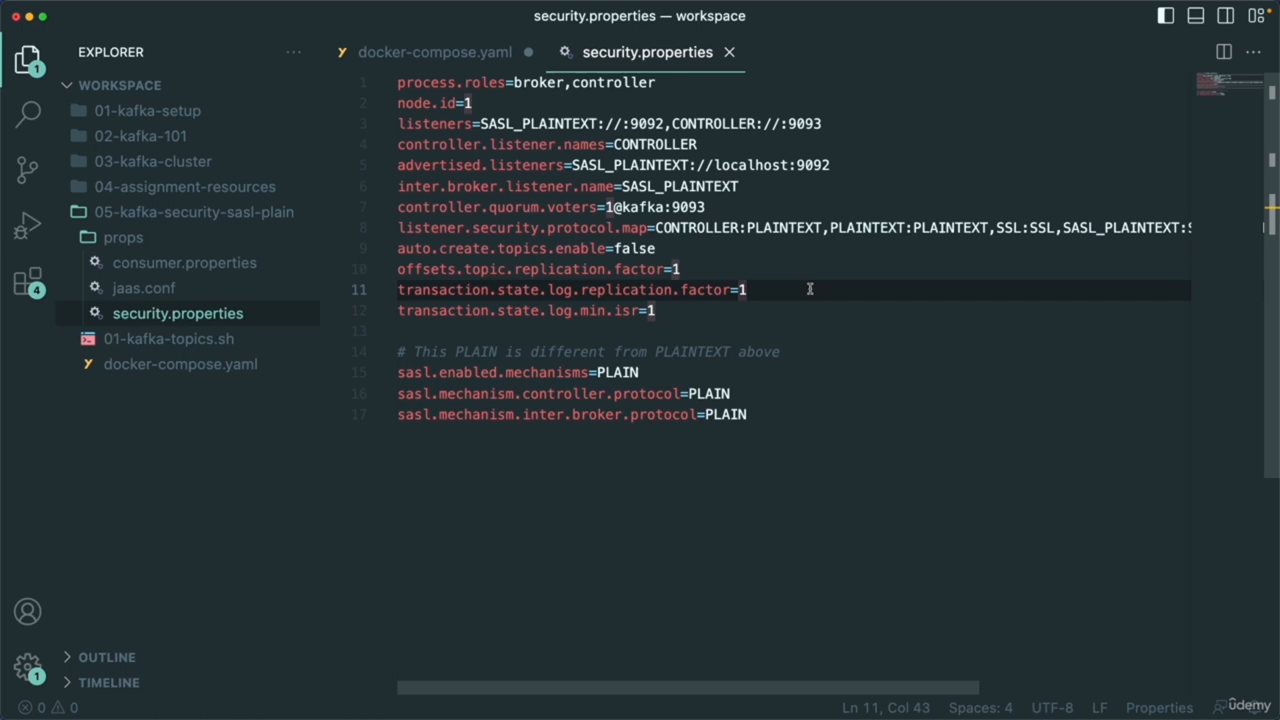 security.properties — workspace
EXPLORER
docker-compose.yaml
security.properties
WORKSPACE
01-kafka-setup
02-kafka-101
03-kafka-cluster
04-assignment-resources
05-kafka-security-sasl-plain
props
consumer.properties
jaas.conf
security.properties
01-kafka-topics.sh
docker-compose.yaml
1 process.roles=broker,controller
2 node.id=1
3 listeners=SASL_PLAINTEXT://:9092,CONTROLLER://:9093
4 controller.listener.names=CONTROLLER
5 advertised.listeners=SASL_PLAINTEXT://localhost:9092
6 inter.broker.listener.name=SASL_PLAINTEXT
7 controller.quorum.voters=1@kafka:9093
8 listener.security.protocol.map=CONTROLLER:PLAINTEXT,PLAINTEXT:PLAINTEXT,SSL:SSL,SASL_PLAINTEXT:S
9 auto.create.topics.enable=false
10 offsets.topic.replication.factor=1
11 transaction.state.log.replication.factor=1
12 transaction.state.log.min.isr=1
13
14 # This PLAIN is different from PLAINTEXT above
15 sasl.enabled.mechanisms=PLAIN
16 sasl.mechanism.controller.protocol=PLAIN
17 sasl.mechanism.inter.broker.protocol=PLAIN
1
4
1
OUTLINE
TIMELINE
0 0
Ln 11, Col 43 Spaces: 4 UTF-8 LF Properties
ûdemy